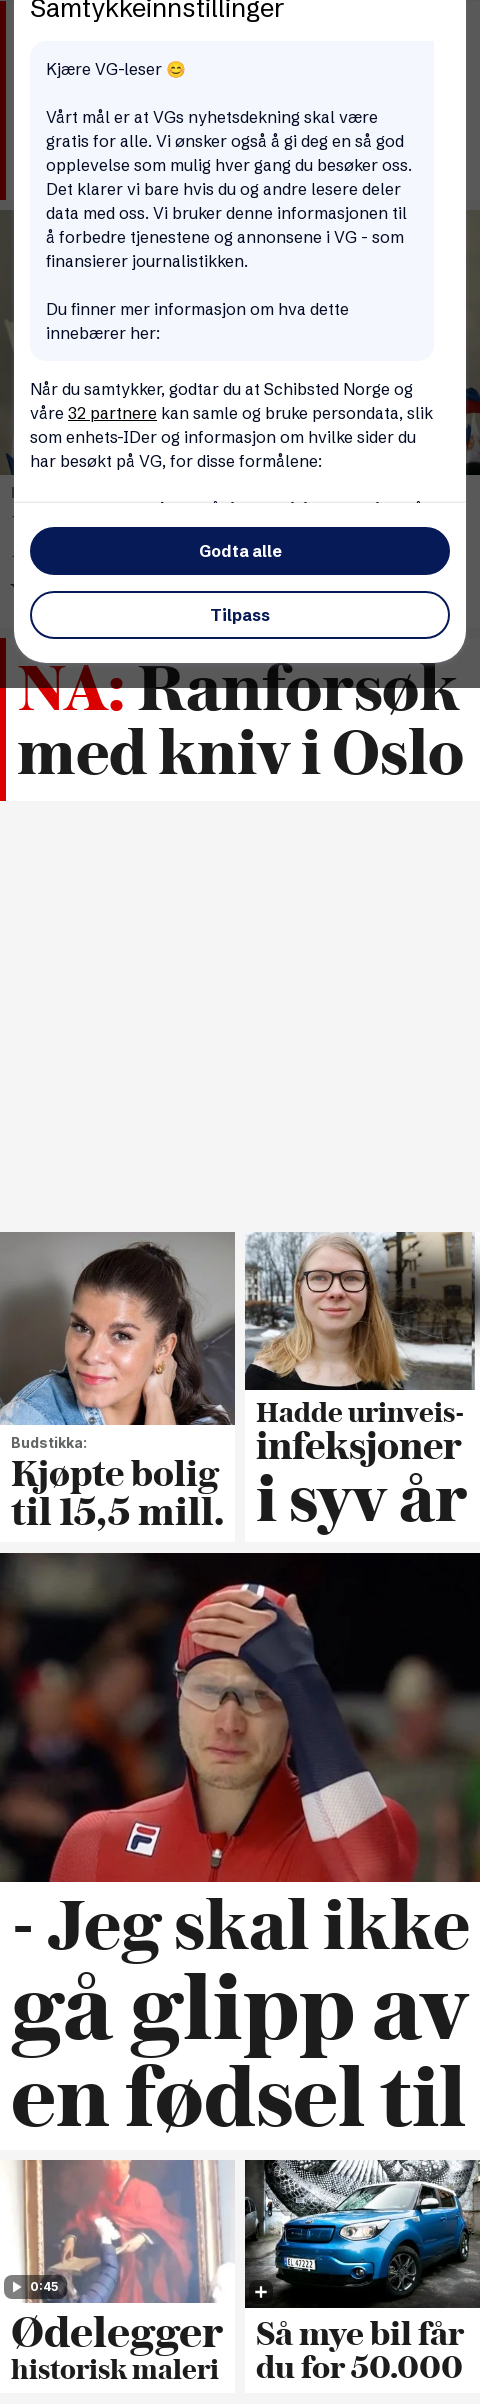 Samtykkeinnstillinger
Kjære VG-leser 😊
Vårt mål er at VGs nyhetsdekning skal være
gratis for alle. Vi ønsker også å gi deg en så god
opplevelse som mulig hver gang du besøker oss.
Det klarer vi bare hvis du og andre lesere deler
data med oss. Vi bruker denne informasjonen til
å forbedre tjenestene og annonsene i VG - som
finansierer journalistikken.
Du finner mer informasjon om hva dette
innebærer her:
Når du samtykker, godtar du at Schibsted Norge og
våre 32 partnere kan samle og bruke persondata, slik
som enhets-IDer og informasjon om hvilke sider du
har besøkt på VG, for disse formålene:
Godta alle
Tilpass
NA: Ranforsøk
med kniv i Oslo
Budstikka:
Kjøpte bolig
til 15,5 mill.
Hadde urinveis-
infeksjoner
i syv år
- Jeg skal ikke
gå glipp av
en fødsel til
0:45
Ødelegger
historisk maleri
EL 47222
Så mye bil får
du for 50.000